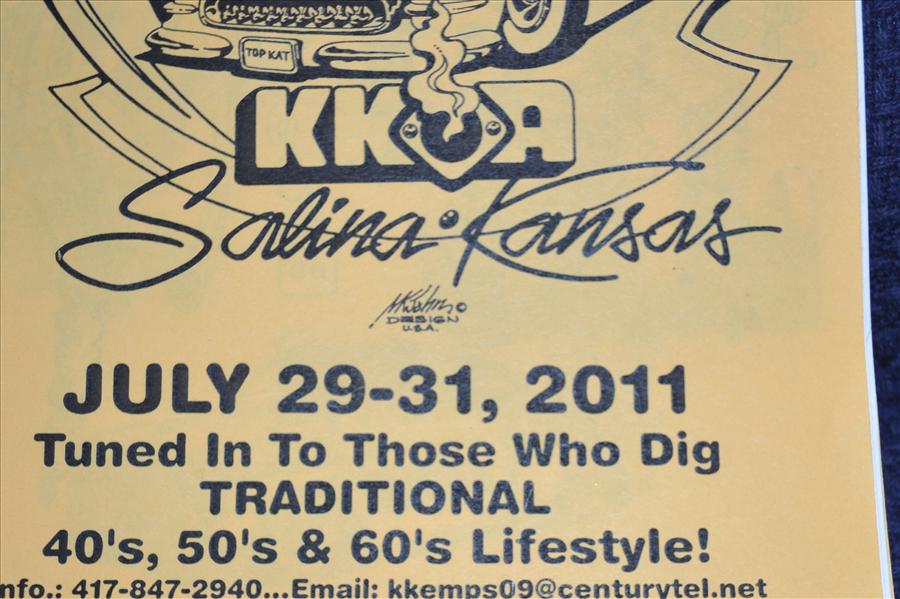 TOP KAT
KKOA
Salina • Kansas
©
DESIGN
U.S.A.
JULY 29-31, 2011
Tuned In To Those Who Dig
TRADITIONAL
40's, 50's & 60's Lifestyle!
nfo.: 417-847-2940...Email: kkemps09@centurytel.net